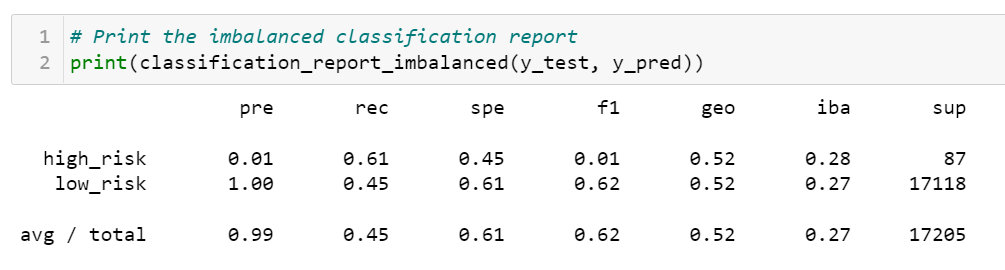 1 # Print the imbalanced classification report
2 print(classification_report_imbalanced(y_test, y_pred))
pre rec spe f1 geo iba sup
high_risk 0.01 0.61 0.45 0.01 0.52 0.28 87
low_risk 1.00 0.45 0.61 0.62 0.52 0.27 17118
avg / total 0.99 0.45 0.61 0.62 0.52 0.27 17205